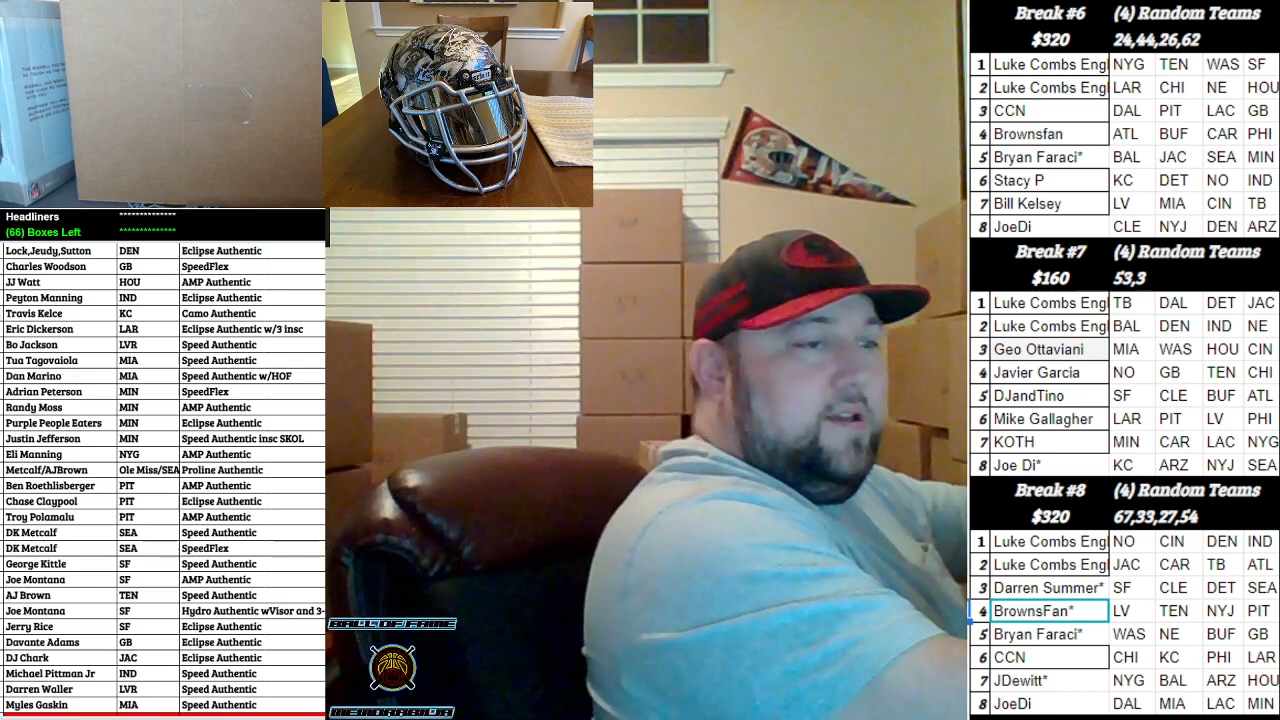 Headliners **************
(66) Boxes Left **************
Lock,Jeudy,Sutton DEN Eclipse Authentic
Charles Woodson GB SpeedFlex
JJ Watt HOU AMP Authentic
Peyton Manning IND Eclipse Authentic
Travis Kelce KC Camo Authentic
Eric Dickerson LAR Eclipse Authentic w/3 insc
Bo Jackson LVR Speed Authentic
Tua Tagovaiola MIA Speed Authentic
Dan Marino MIA Speed Authentic w/HOF
Adrian Peterson MIN SpeedFlex
Randy Moss MIN AMP Authentic
Purple People Eaters MIN Eclipse Authentic
Justin Jefferson MIN Speed Authentic insc SKOL
Eli Manning NYG AMP Authentic
Metcalf/AJBrown Ole Miss/SEA Proline Authentic
Ben Roethlisberger PIT AMP Authentic
Chase Claypool PIT Eclipse Authentic
Troy Polamalu PIT AMP Authentic
DK Metcalf SEA Speed Authentic
DK Metcalf SEA SpeedFlex
George Kittle SF Speed Authentic
Joe Montana SF AMP Authentic
AJ Brown TEN Speed Authentic
Joe Montana SF Hydro Authentic wVisor and 3-
Jerry Rice SF Eclipse Authentic
Davante Adams GB Eclipse Authentic
DJ Chark JAC Eclipse Authentic
Michael Pittman Jr IND Speed Authentic
Darren Waller LVR Speed Authentic
Myles Gaskin MIA Speed Authentic
BALL OF FAME
MEMORABILIA
Break #6 (4) Random Teams
$320 24,44,26,62
1 Luke Combs Engl NYG TEN WAS SF
2 Luke Combs Engl LAR CHI NE HOU
3 CCN DAL PIT LAC GB
4 Brownsfan ATL BUF CAR PHI
5 Bryan Faraci* BAL JAC SEA MIN
6 Stacy P KC DET NO IND
7 Bill Kelsey LV MIA CIN TB
8 JoeDi CLE NYJ DEN ARZ
Break #7 (4) Random Teams
$160 53,3
1 Luke Combs Engl TB DAL DET JAC
2 Luke Combs Engl BAL DEN IND NE
3 Geo Ottaviani MIA WAS HOU CIN
4 Javier Garcia NO GB TEN CHI
5 DJandTino SF CLE BUF ATL
6 Mike Gallagher LAR PIT LV PHI
7 KOTH MIN CAR LAC NYG
8 Joe Di* KC ARZ NYJ SEA
Break #8 (4) Random Teams
$320 67,33,27,54
1 Luke Combs Engl NO CIN DEN IND
2 Luke Combs Engl JAC CAR TB ATL
3 Darren Summer* SF CLE DET SEA
4 BrownsFan* LV TEN NYJ PIT
5 Bryan Faraci* WAS NE BUF GB
6 CCN CHI KC PHI LAR
7 JDewitt* NYG BAL ARZ HOU
8 JoeDi DAL MIA LAC MIN